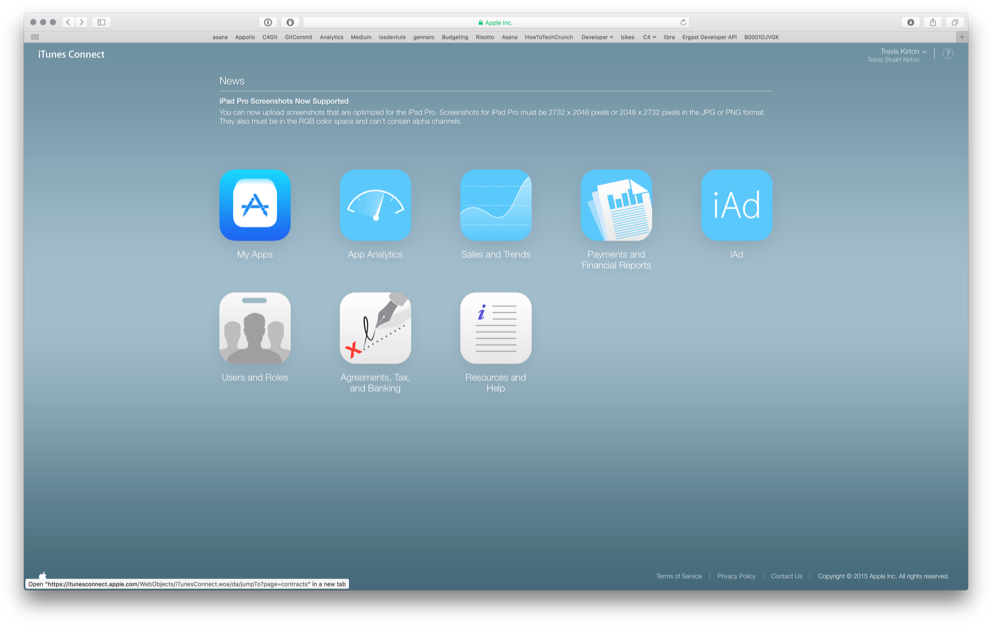 Apple Inc.
asana Appollo C4Git GitCommit Analytics Medium lossdevtuts gennaro Budgeting Risotto Asana HowToTechCrunch Developer bikes C4 libra Ergast Developer API B0001DJVGK
iTunes Connect
Travis Kirton
Travis Stuart Kirton
?
News
iPad Pro Screenshots Now Supported
You can now upload screenshots that are optimized for the iPad Pro. Screenshots for iPad Pro must be 2732 x 2048 pixels or 2048 x 2732 pixels in the JPG or PNG format.
They also must be in the RGB color space and can't contain alpha channels.
iAd
My Apps
App Analytics
Sales and Trends
Payments and
Financial Reports
iAd
i
Users and Roles
Agreements, Tax,
and Banking
Resources and
Help
Open "https://itunesconnect.apple.com/WebObjects/iTunesConnect.woa/da/jumpTo?page=contracts" in a new tab
Terms of Service | Privacy Policy | Contact Us | Copyright © 2015 Apple Inc. All rights reserved.